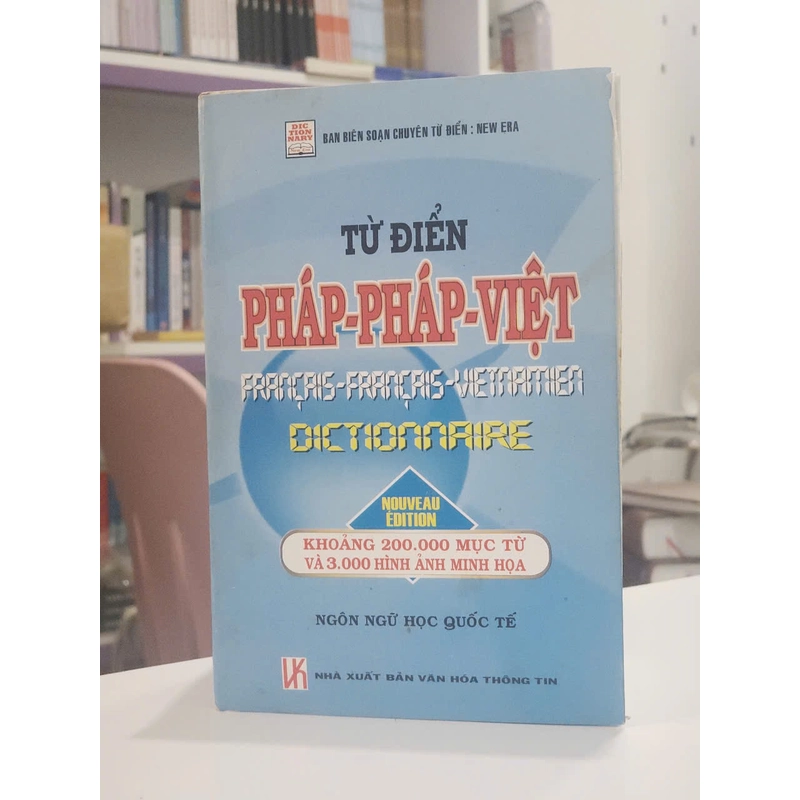 DIC
TION
NARY
BAN BIÊN SOẠN CHUYÊN TỪ ĐIỂN : NEW ERA
TỪ ĐIỂN
PHÁP-PHÁP-VIỆT
FRANÇAIS-FRANÇAIS-VIETNAMIEN
DICTIONNAIRE
NOUVEAU
EDITION
KHOẢNG 200.000 MỤC TỪ
VÀ 3.000 HÌNH ẢNH MINH HỌA
NGÔN NGỮ HỌC QUỐC TẾ
NHÀ XUẤT BẢN VĂN HÓA THÔNG TIN